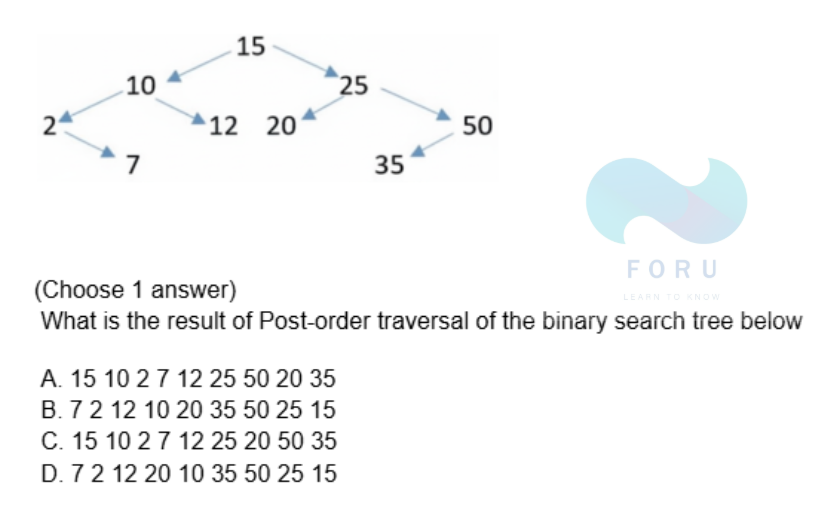 15
10 25
2 12 20 50
7 35
FORU
LEARN TO KNOW
(Choose 1 answer)
What is the result of Post-order traversal of the binary search tree below
A. 15 10 2 7 12 25 50 20 35
B. 7 2 12 10 20 35 50 25 15
C. 15 10 2 7 12 25 20 50 35
D. 7 2 12 20 10 35 50 25 15